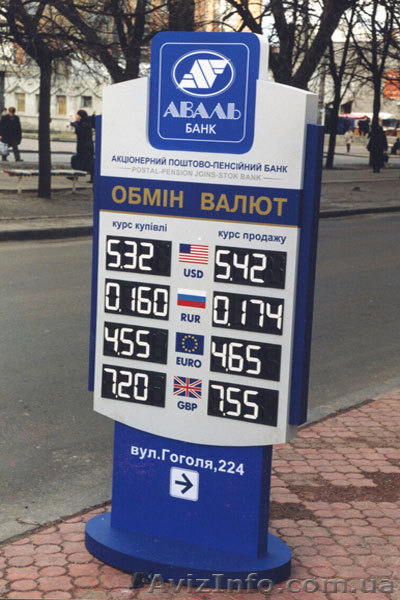 АВАЛЬ
БАНК
АКЦІОНЕРНИЙ ПОШТОВО-ПЕНСІЙНИЙ БАНК
POSTAL-PENSION JOINS-STOK BANK
ОБМІН ВАЛЮТ
курс купівлі курс продажу
5.32 USD 5.42
0.160 RUR 0.174
4.55 EURO 4.65
7.20 GBP 7.55
вул.Гоголя,224
AvizInfo.com.ua